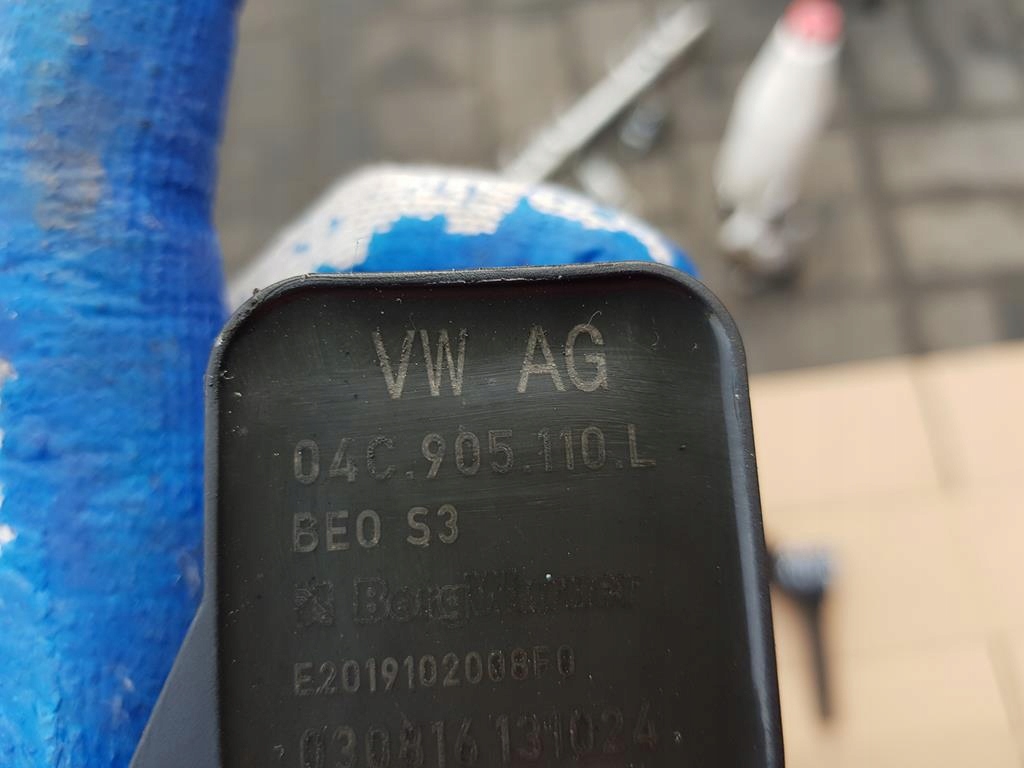 VW AG
04C.905.110.L
BEO S3
BorgWarner
E2019102008F0
030816131024